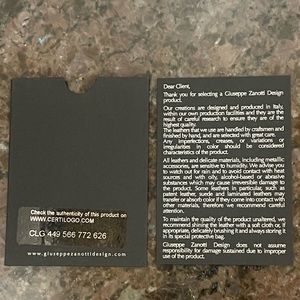 Check the authenticity of this product on
WWW.CERTILOGO.COM
CLG 449 566 772 626
www.giuseppezanottidesign.com
Dear Client,
Thank you for selecting a Giuseppe Zanotti Design
product.
Our creations are designed and produced in Italy,
within our own production facilities and they are the
result of careful research to ensure they are of the
highest quality.
The leathers that we use are handled by craftsmen and
finished by hand, and are selected with great care.
Any imperfections, creases, or variations of
irregularities in color should be considered
characteristics of the product.
All leathers and delicate materials, including metallic
accessories, are sensitive to humidity. We advise you
to watch out for rain and to avoid contact with heat
sources and with oily, alcohol-based or abrasive
substances which may cause irreversible damage to
the product. Some leathers in particular, such as
patent leather, suede and intertwined leathers may
transfer or absorb color if they come into contact with
other materials, therefore we recommend careful
attention.
To maintain the quality of the product unaltered, we
recommend shining the leather with a soft cloth or, if
appropriate, delicately brushing it and always storing it
in its original box.
Giuseppe Zanotti Design does not assume
responsibility for damage sustained due to improper
use of the product.